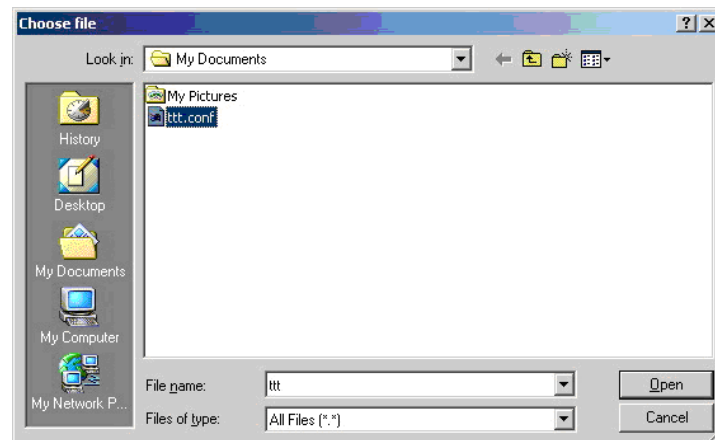 Choose file
Look in:
My Documents
My Pictures
ttt.conf
History
Desktop
My Documents
My Computer
My Network P...
File name:
ttt
Open
Files of type:
All Files (*.*)
Cancel